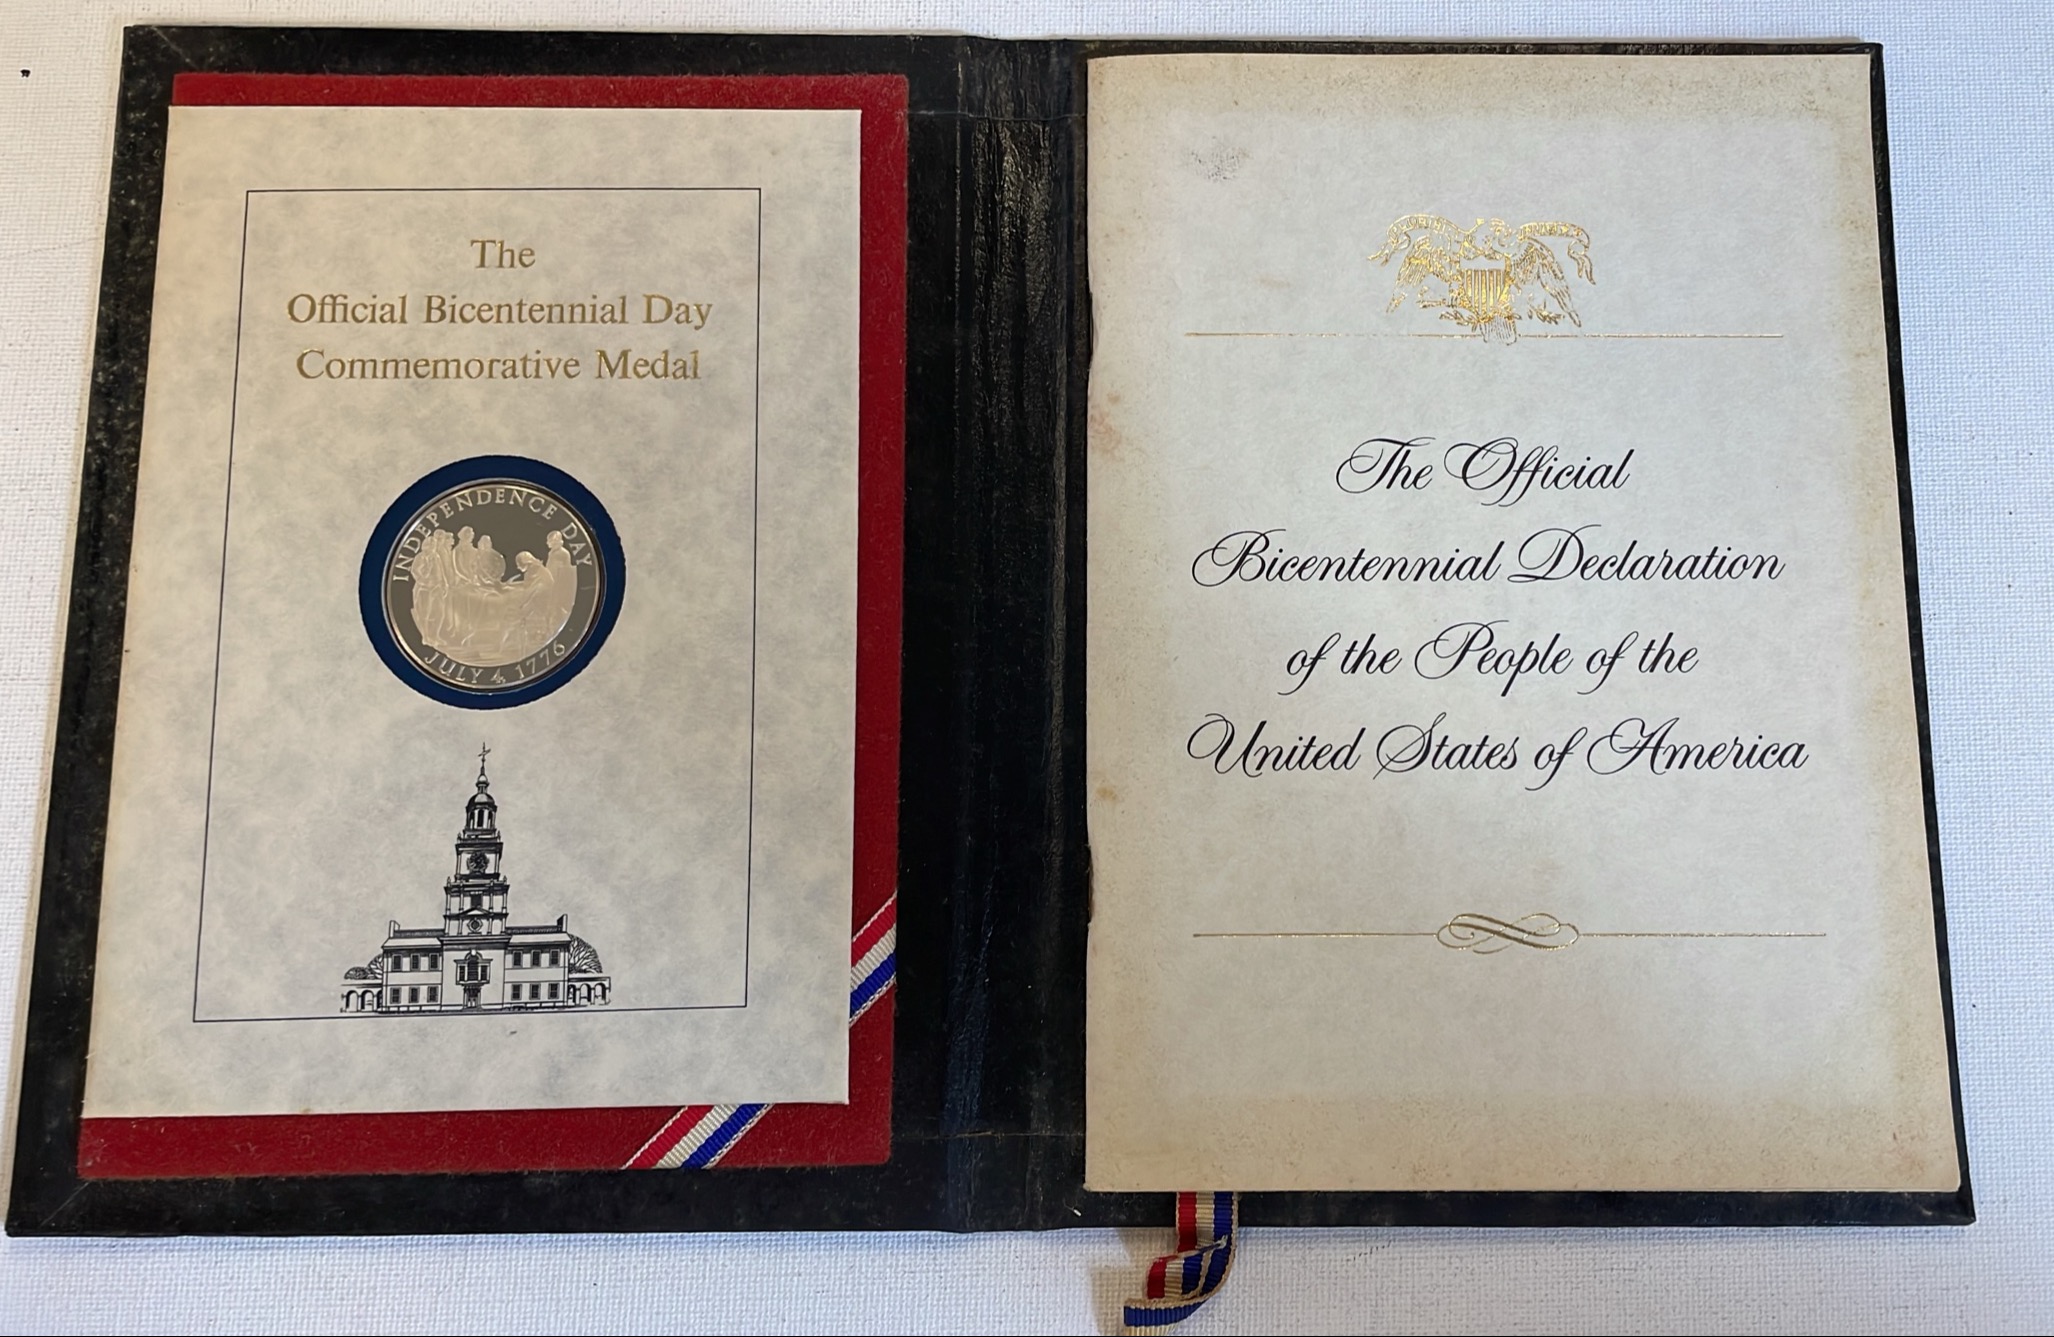 The
Official Bicentennial Day
Commemorative Medal
INDEPENDENCE DAY
JULY 4, 1776
The Official
Bicentennial Declaration
of the People of the
United States of America